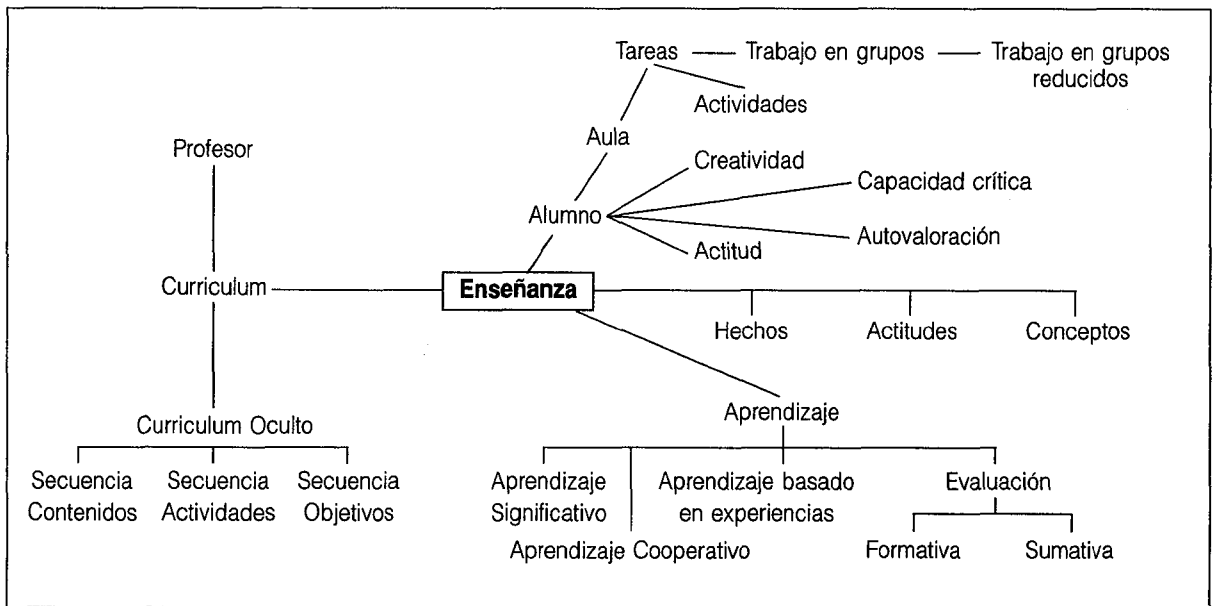 Tareas
Trabajo en grupos
Trabajo en grupos
reducidos
Actividades
Aula
Profesor
Creatividad
Capacidad crítica
Alumno
Autovaloración
Actitud
Curriculum
Enseñanza
Hechos
Actitudes
Conceptos
Aprendizaje
Curriculum Oculto
Secuencia
Contenidos
Secuencia
Actividades
Secuencia
Objetivos
Aprendizaje
Significativo
Aprendizaje Cooperativo
Aprendizaje basado
en experiencias
Evaluación
Formativa
Sumativa